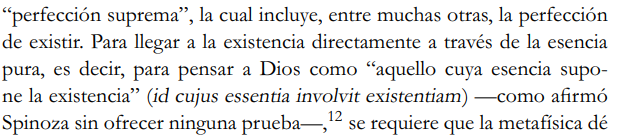 “perfección suprema”, la cual incluye, entre muchas otras, la perfección
de existir. Para llegar a la existencia directamente a través de la esencia
pura, es decir, para pensar a Dios como “aquello cuya esencia supo-
ne la existencia” (id cujus essentia involvit existentiam) —como afirmó
Spinoza sin ofrecer ninguna prueba—,12 se requiere que la metafísica dé